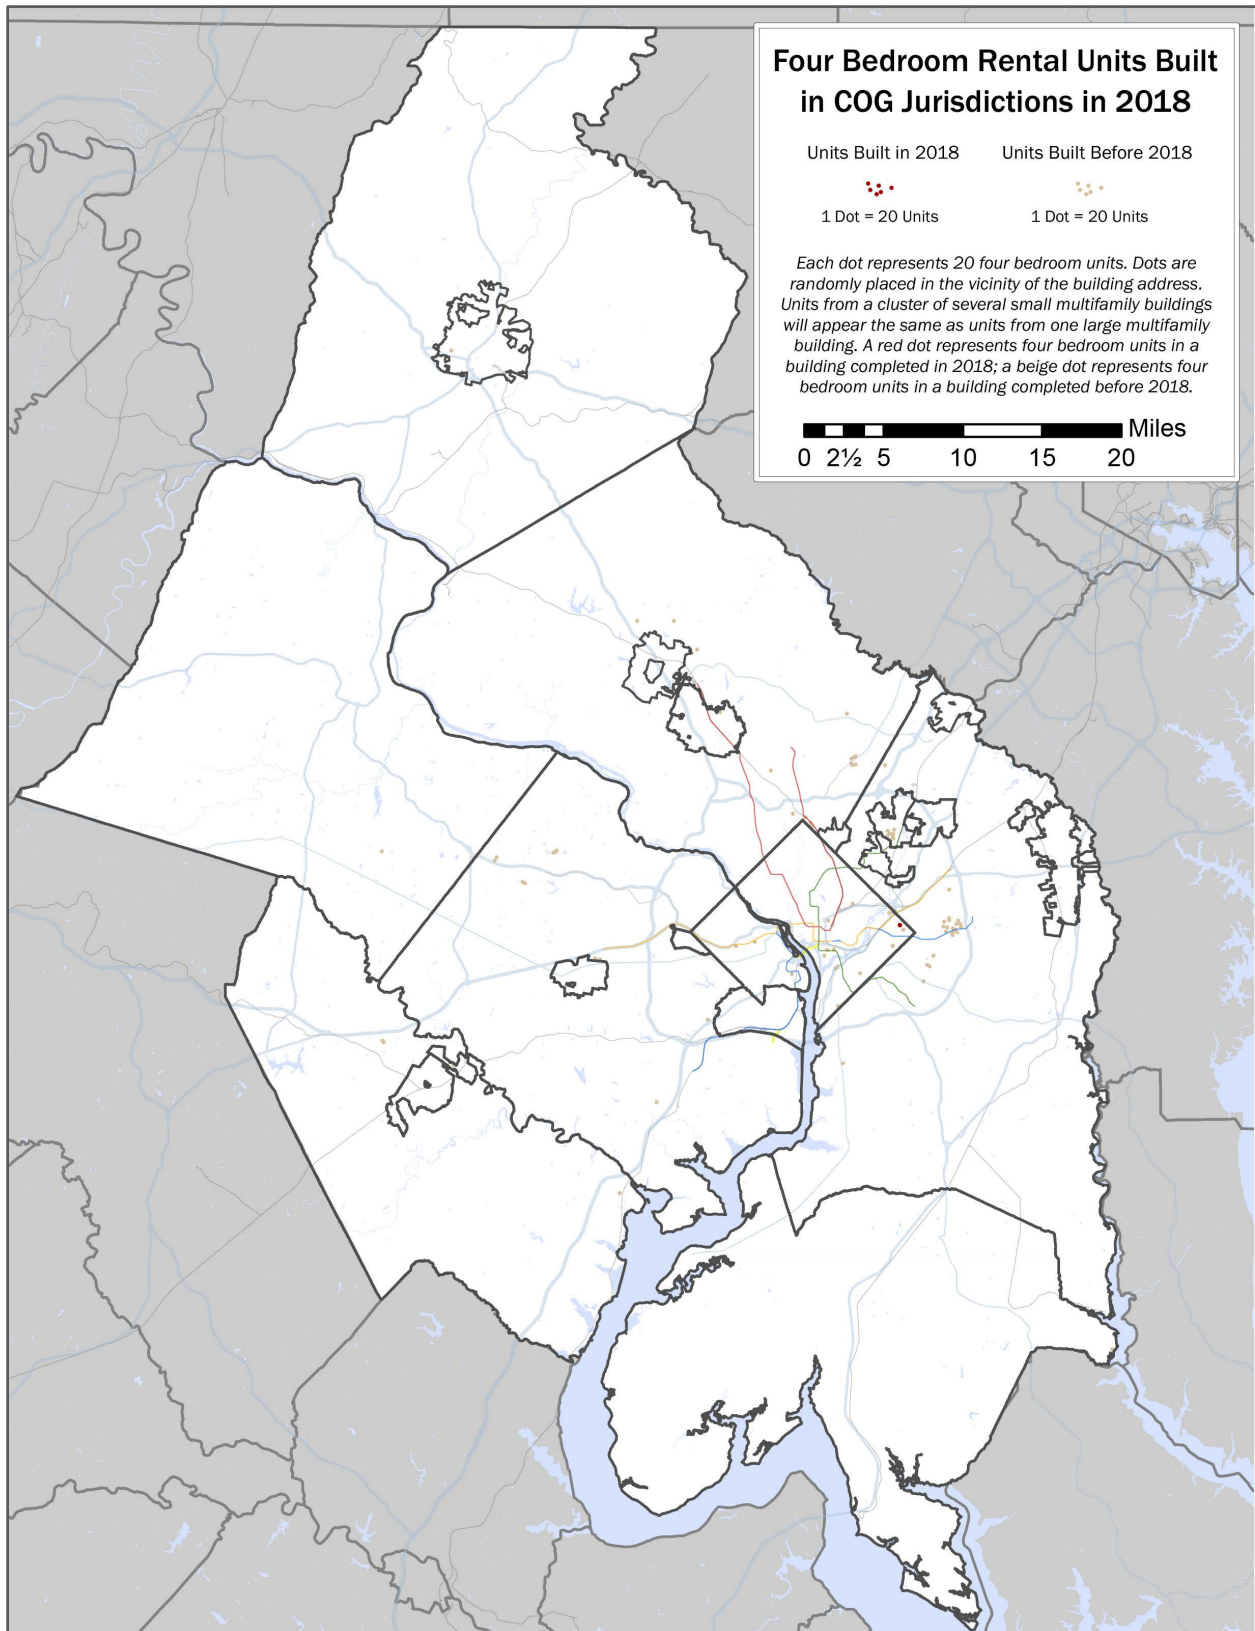 Four Bedroom Rental Units Built
in COG Jurisdictions in 2018
Units Built in 2018
Units Built Before 2018
1 Dot = 20 Units
1 Dot = 20 Units
Each dot represents 20 four bedroom units. Dots are
randomly placed in the vicinity of the building address.
Units from a cluster of several small multifamily buildings
will appear the same as units from one large multifamily
building. A red dot represents four bedroom units in a
building completed in 2018; a beige dot represents four
bedroom units in a building completed before 2018.
Miles
0 2½ 5 10 15 20